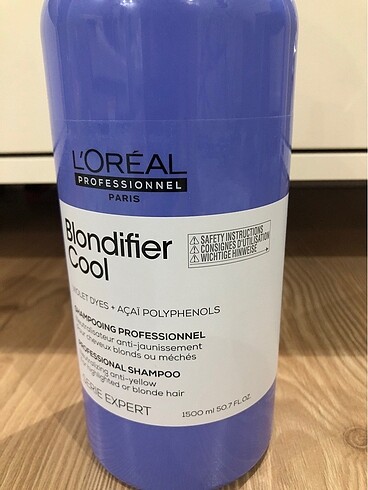 L'ORÉAL
PROFESSIONNEL
PARIS
Blondifier
Cool
⚠ SAFETY INSTRUCTIONS
⚠ CONSIGNES D'UTILISATION
⚠ WICHTIGE HINWEISE
VIOLET DYES + AÇAÏ POLYPHENOLS
SHAMPOOING PROFESSIONNEL
neutralisateur anti-jaunissement
cheveux blonds ou méchés
PROFESSIONAL SHAMPOO
neutralizing anti-yellow
highlighted or blonde hair
SERIE EXPERT
1500 ml 50.7 FL.OZ.